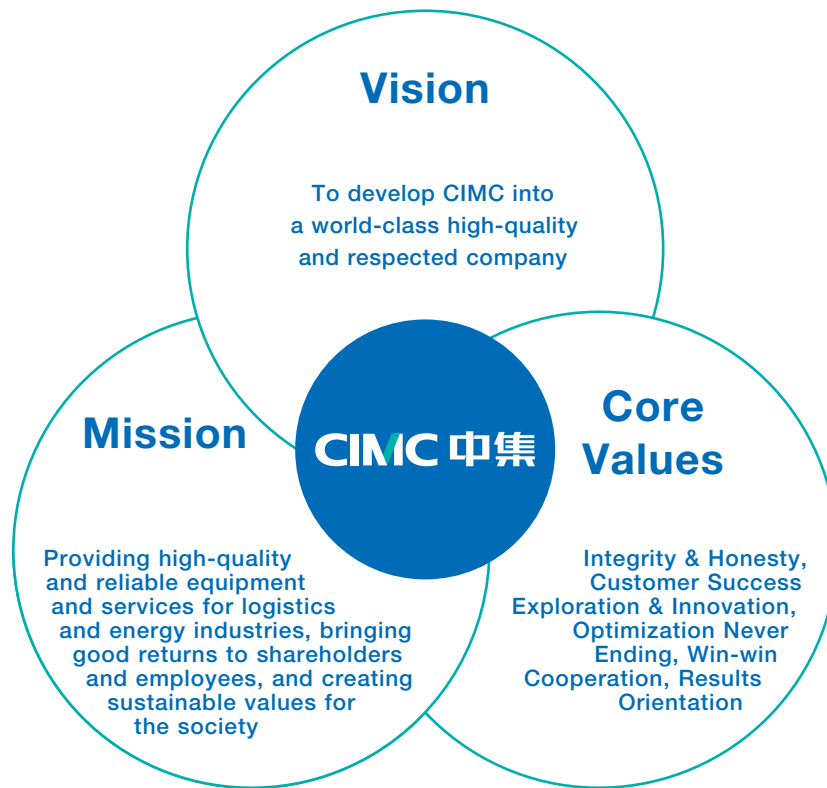 Vision
To develop CIMC into
a world-class high-quality
and respected company
Mission
Providing high-quality
and reliable equipment
and services for logistics
and energy industries, bringing
good returns to shareholders
and employees, and creating
sustainable values for
the society
CIMC 中集
Core
Values
Integrity & Honesty,
Customer Success
Exploration & Innovation,
Optimization Never
Ending, Win-win
Cooperation, Results
Orientation